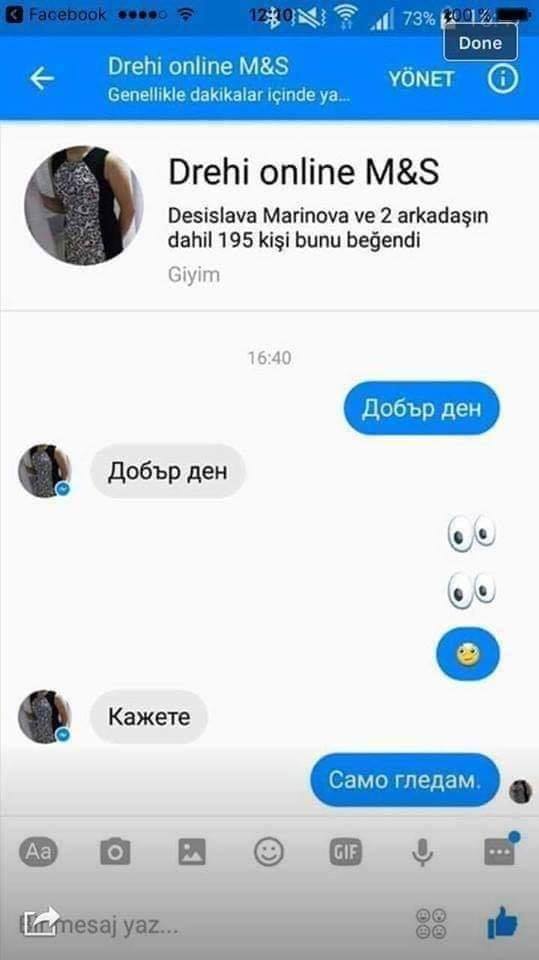 Facebook 12:10 73% 100 %
Done
Drehi online M&S
Genellikle dakikalar içinde ya...
YÖNET
Drehi online M&S
Desislava Marinova ve 2 arkadaşın
dahil 195 kişi bunu beğendi
Giyim
16:40
Добър ден
Добър ден
Кажете
Само гледам.
Aa
GIF
Bir mesaj yaz...